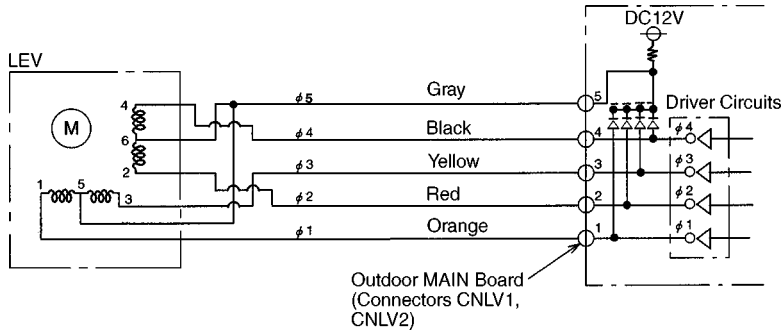 DC12V
LEV
ϕ5 Gray 5
Driver Circuits
M
4
ϕ4 Black 4 ϕ4
6
ϕ3 Yellow 3 ϕ3
2
1 5 3
ϕ2 Red 2 ϕ2
ϕ1 Orange 1 ϕ1
Outdoor MAIN Board
(Connectors CNLV1,
CNLV2)